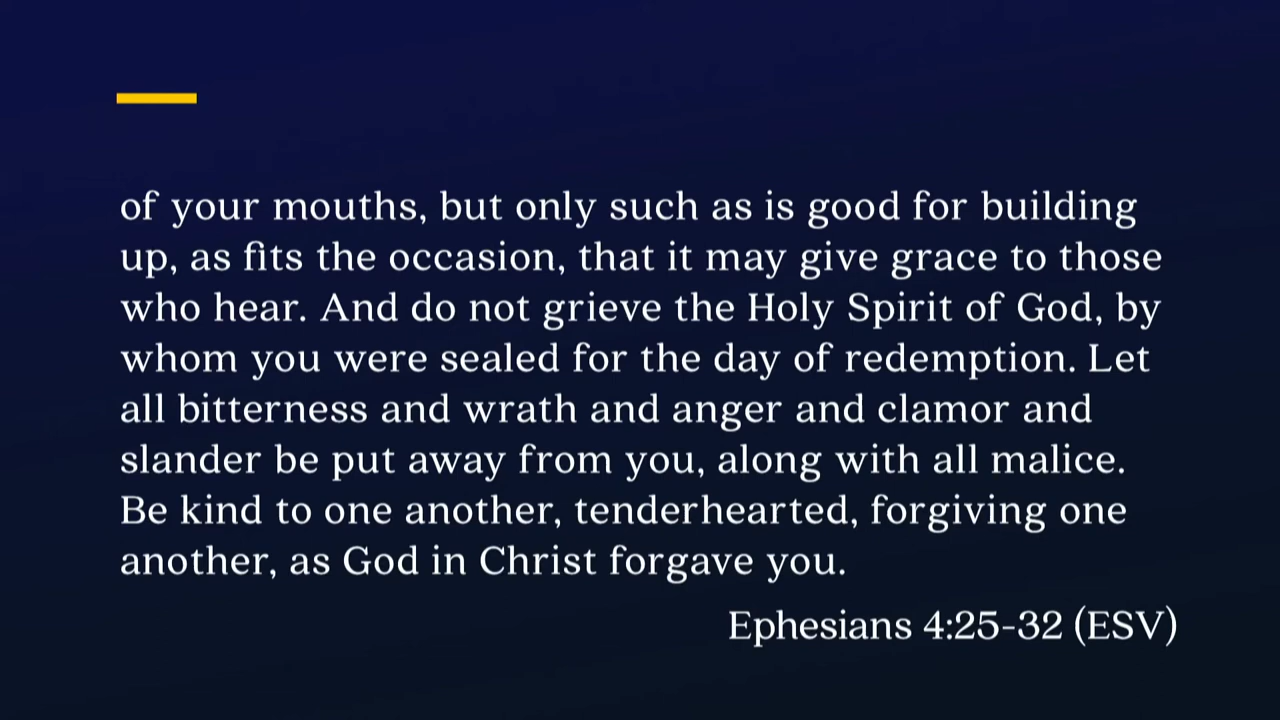 of your mouths, but only such as is good for building
up, as fits the occasion, that it may give grace to those
who hear. And do not grieve the Holy Spirit of God, by
whom you were sealed for the day of redemption. Let
all bitterness and wrath and anger and clamor and
slander be put away from you, along with all malice.
Be kind to one another, tenderhearted, forgiving one
another, as God in Christ forgave you.
Ephesians 4:25-32 (ESV)